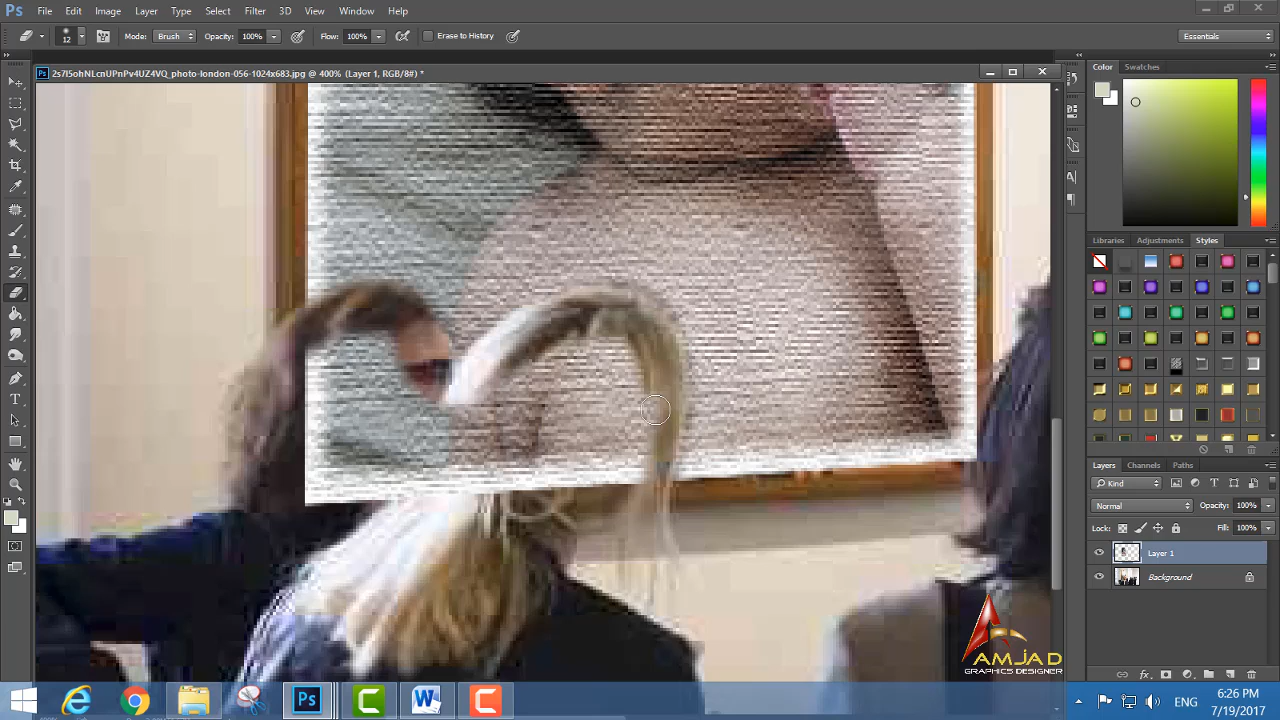 Ps File Edit Image Layer Type Select Filter 3D View Window Help
12 Mode: Brush Opacity: 100% Flow: 100% Erase to History Essentials
2s7I5ohNLcnUPnPv4UZ4VQ_photo-london-056-1024x683.jpg @ 400% (Layer 1, RGB/8#) *
Color Swatches
Libraries Adjustments Styles
Layers Channels Paths
Kind
Normal Opacity: 100%
Lock: Fill: 100%
Layer 1
Background
AMJAD
GRAPHICS DESIGNER
Ps
ENG
6:26 PM
7/19/2017